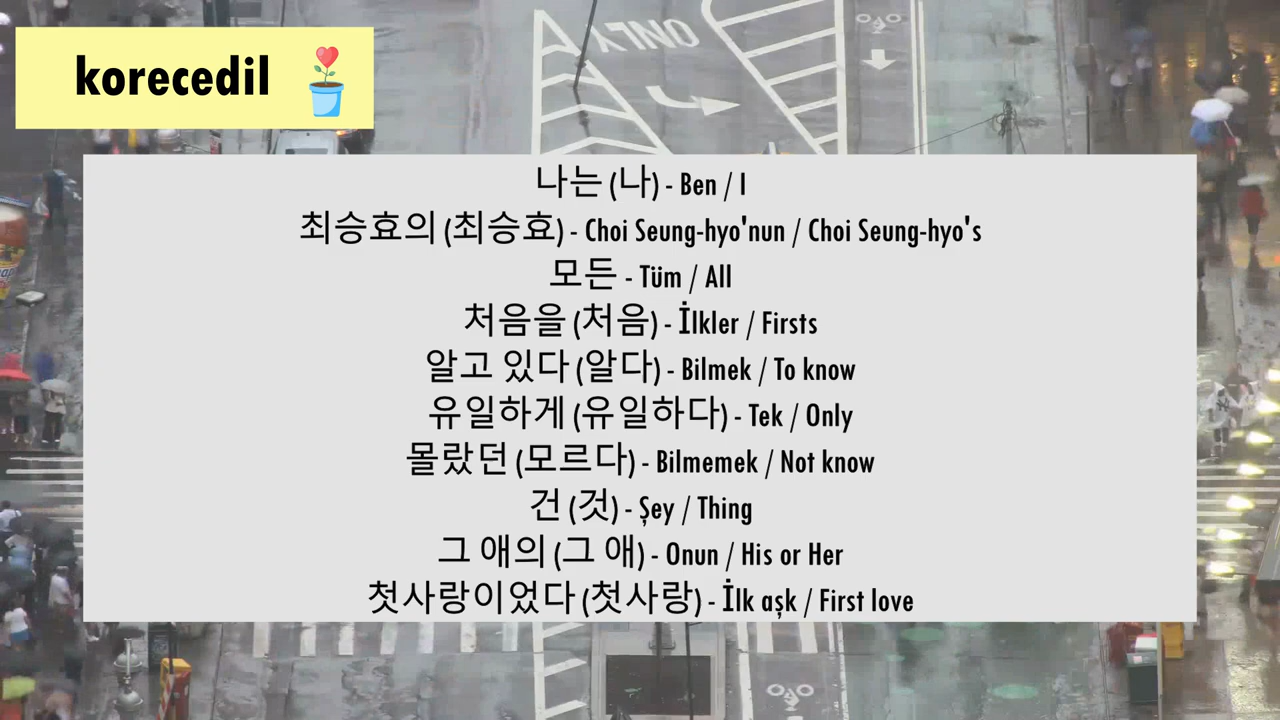 ONLY
korecedil
나는 (나) - Ben / I
최승효의 (최승효) - Choi Seung-hyo'nun / Choi Seung-hyo's
모든 - Tüm / All
처음을 (처음) - İlkler / Firsts
알고 있다 (알다) - Bilmek / To know
유일하게 (유일하다) - Tek / Only
몰랐던 (모르다) - Bilmemek / Not know
건 (것) - Şey / Thing
그 애의 (그 애) - Onun / His or Her
첫사랑이었다 (첫사랑) - İlk aşk / First love